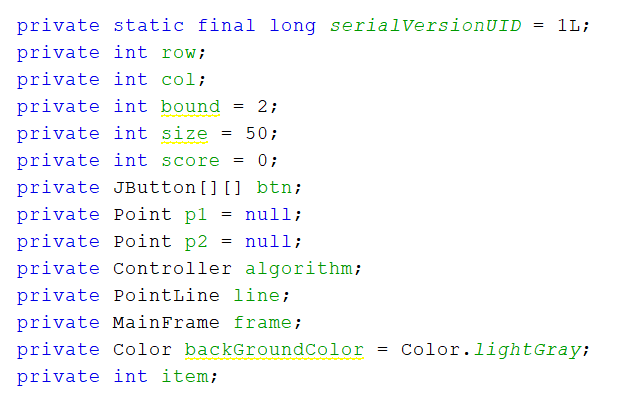 private static final long serialVersionUID = 1L;
private int row;
private int col;
private int bound = 2;
private int size = 50;
private int score = 0;
private JButton[][] btn;
private Point p1 = null;
private Point p2 = null;
private Controller algorithm;
private PointLine line;
private MainFrame frame;
private Color backGroundColor = Color.lightGray;
private int item;